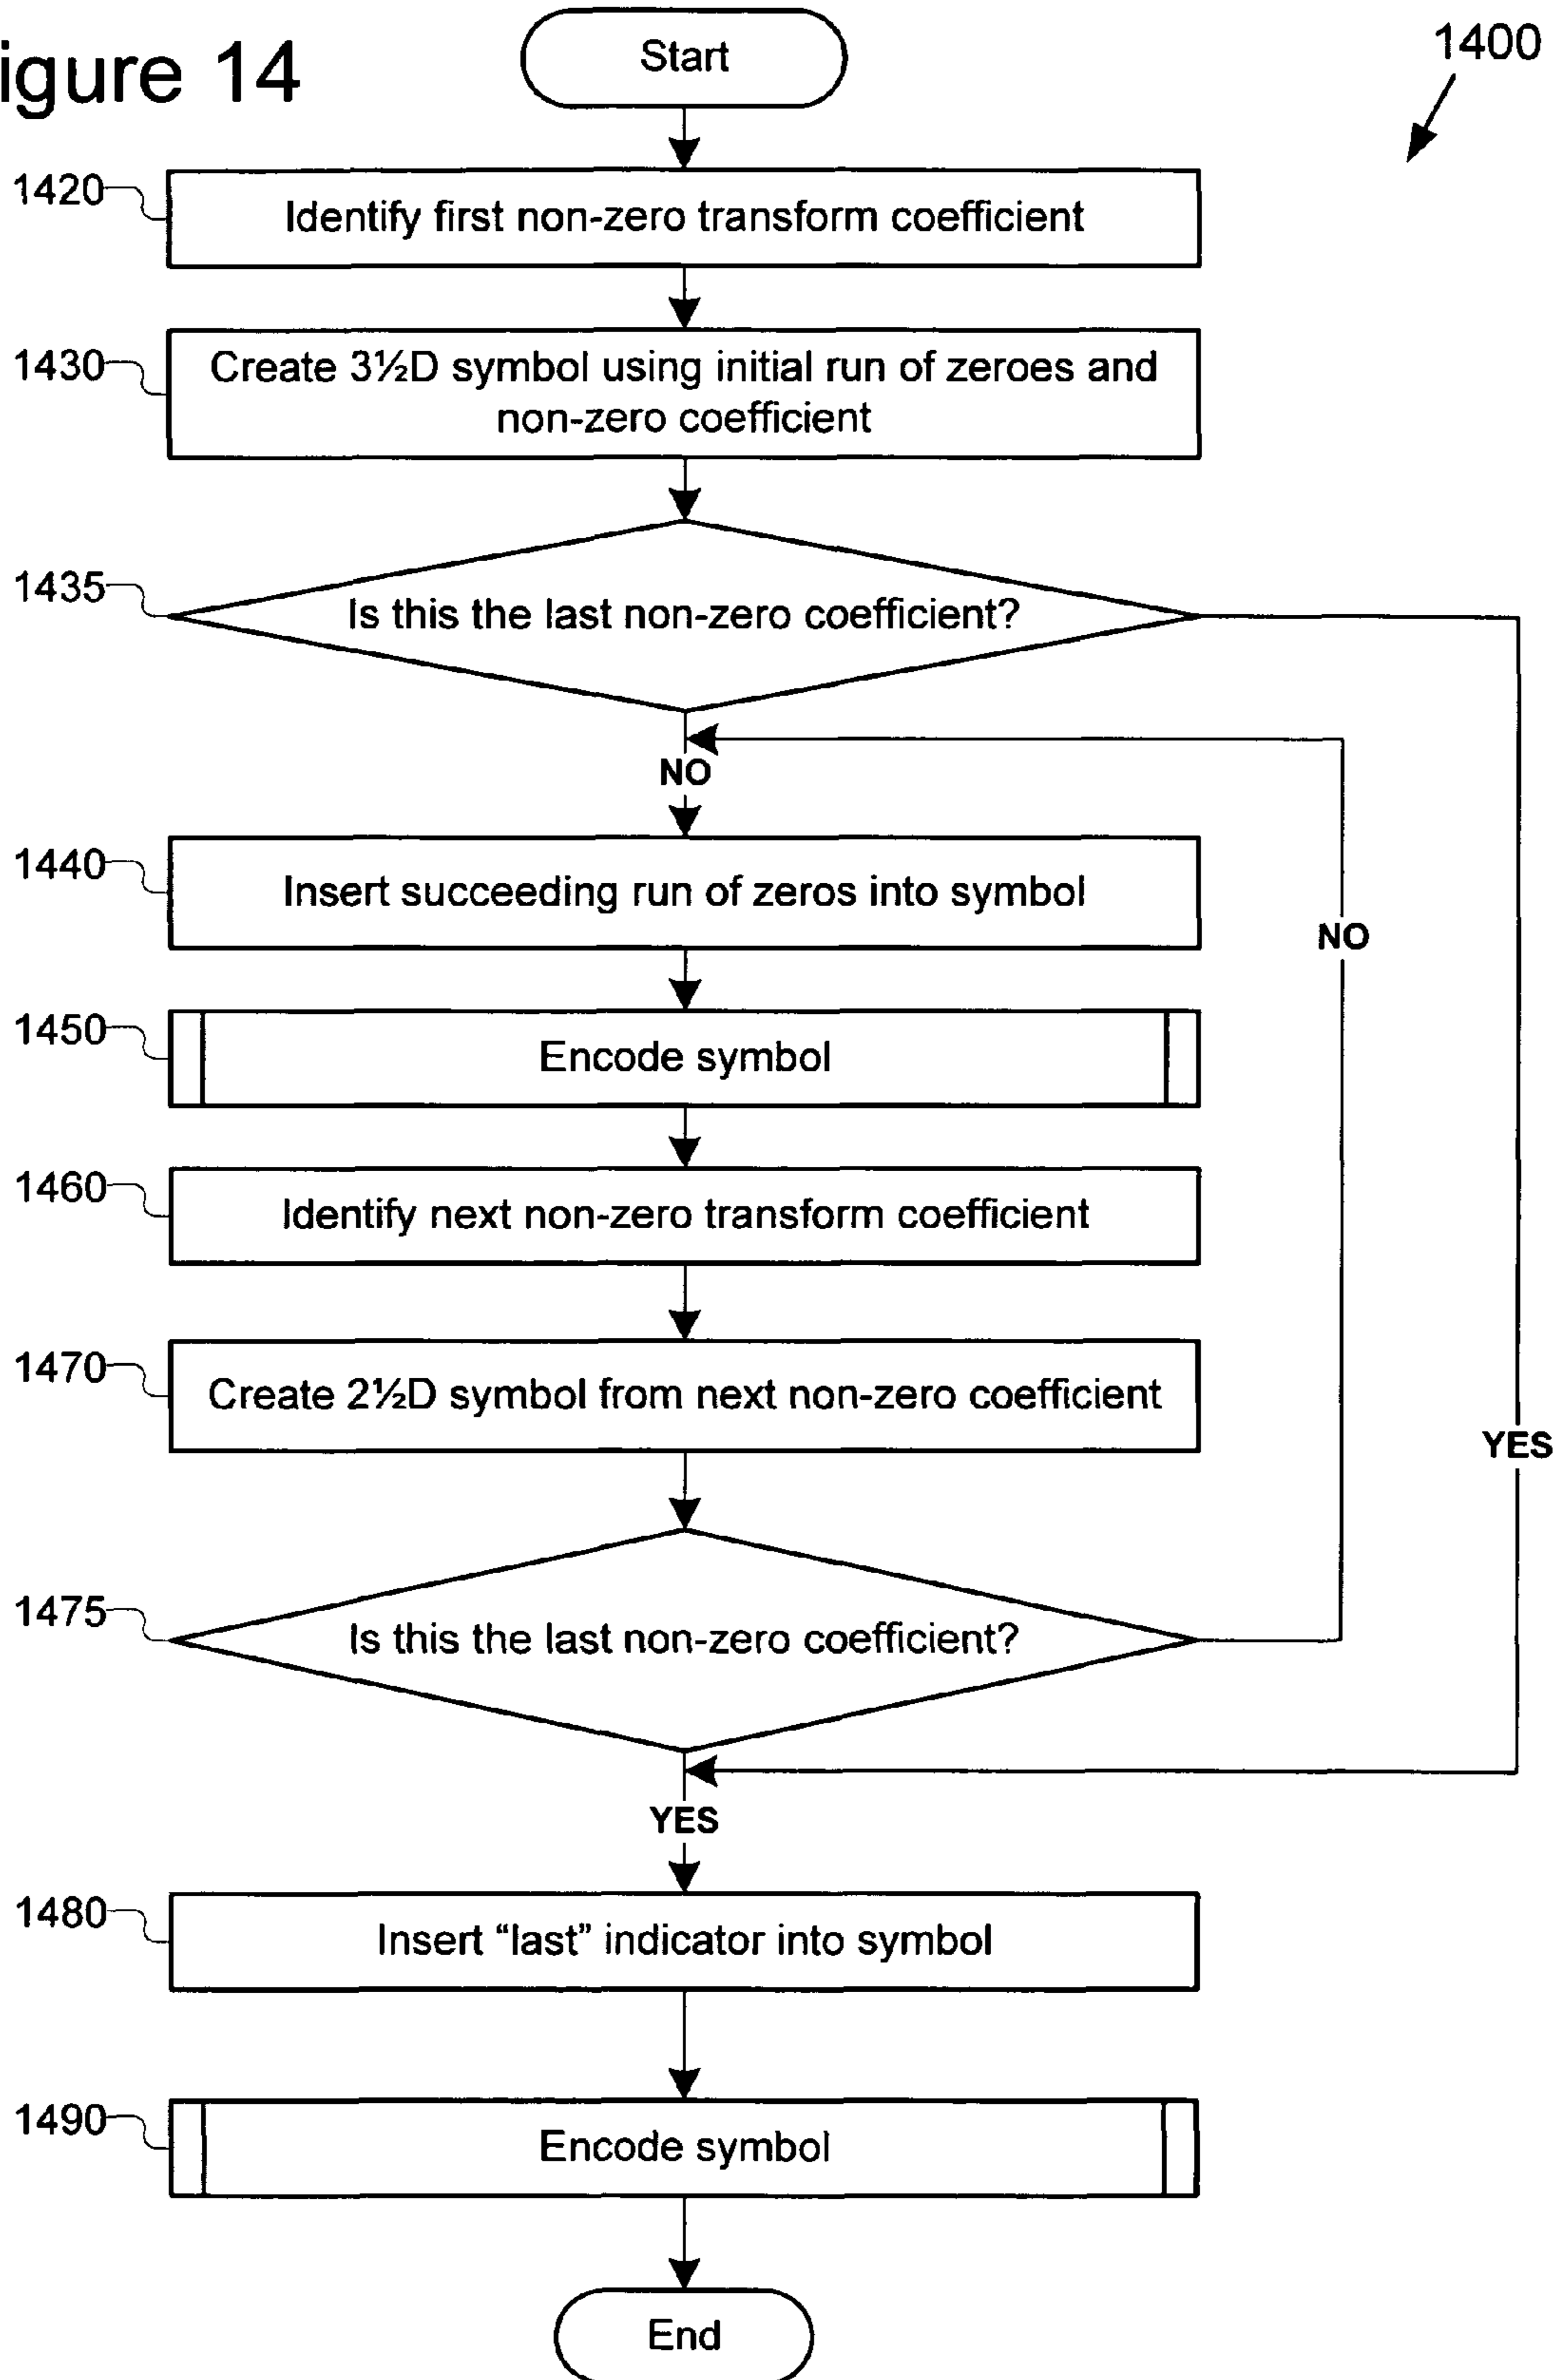 igure 14
Start
1400
1420
Identify first non-zero transform coefficient
1430
Create 3½D symbol using initial run of zeroes and
non-zero coefficient
1435
Is this the last non-zero coefficient?
NO
1440
Insert succeeding run of zeros into symbol
NO
1450
Encode symbol
1460
Identify next non-zero transform coefficient
1470
Create 2½D symbol from next non-zero coefficient
YES
1475
Is this the last non-zero coefficient?
YES
1480
Insert “last” indicator into symbol
1490
Encode symbol
End